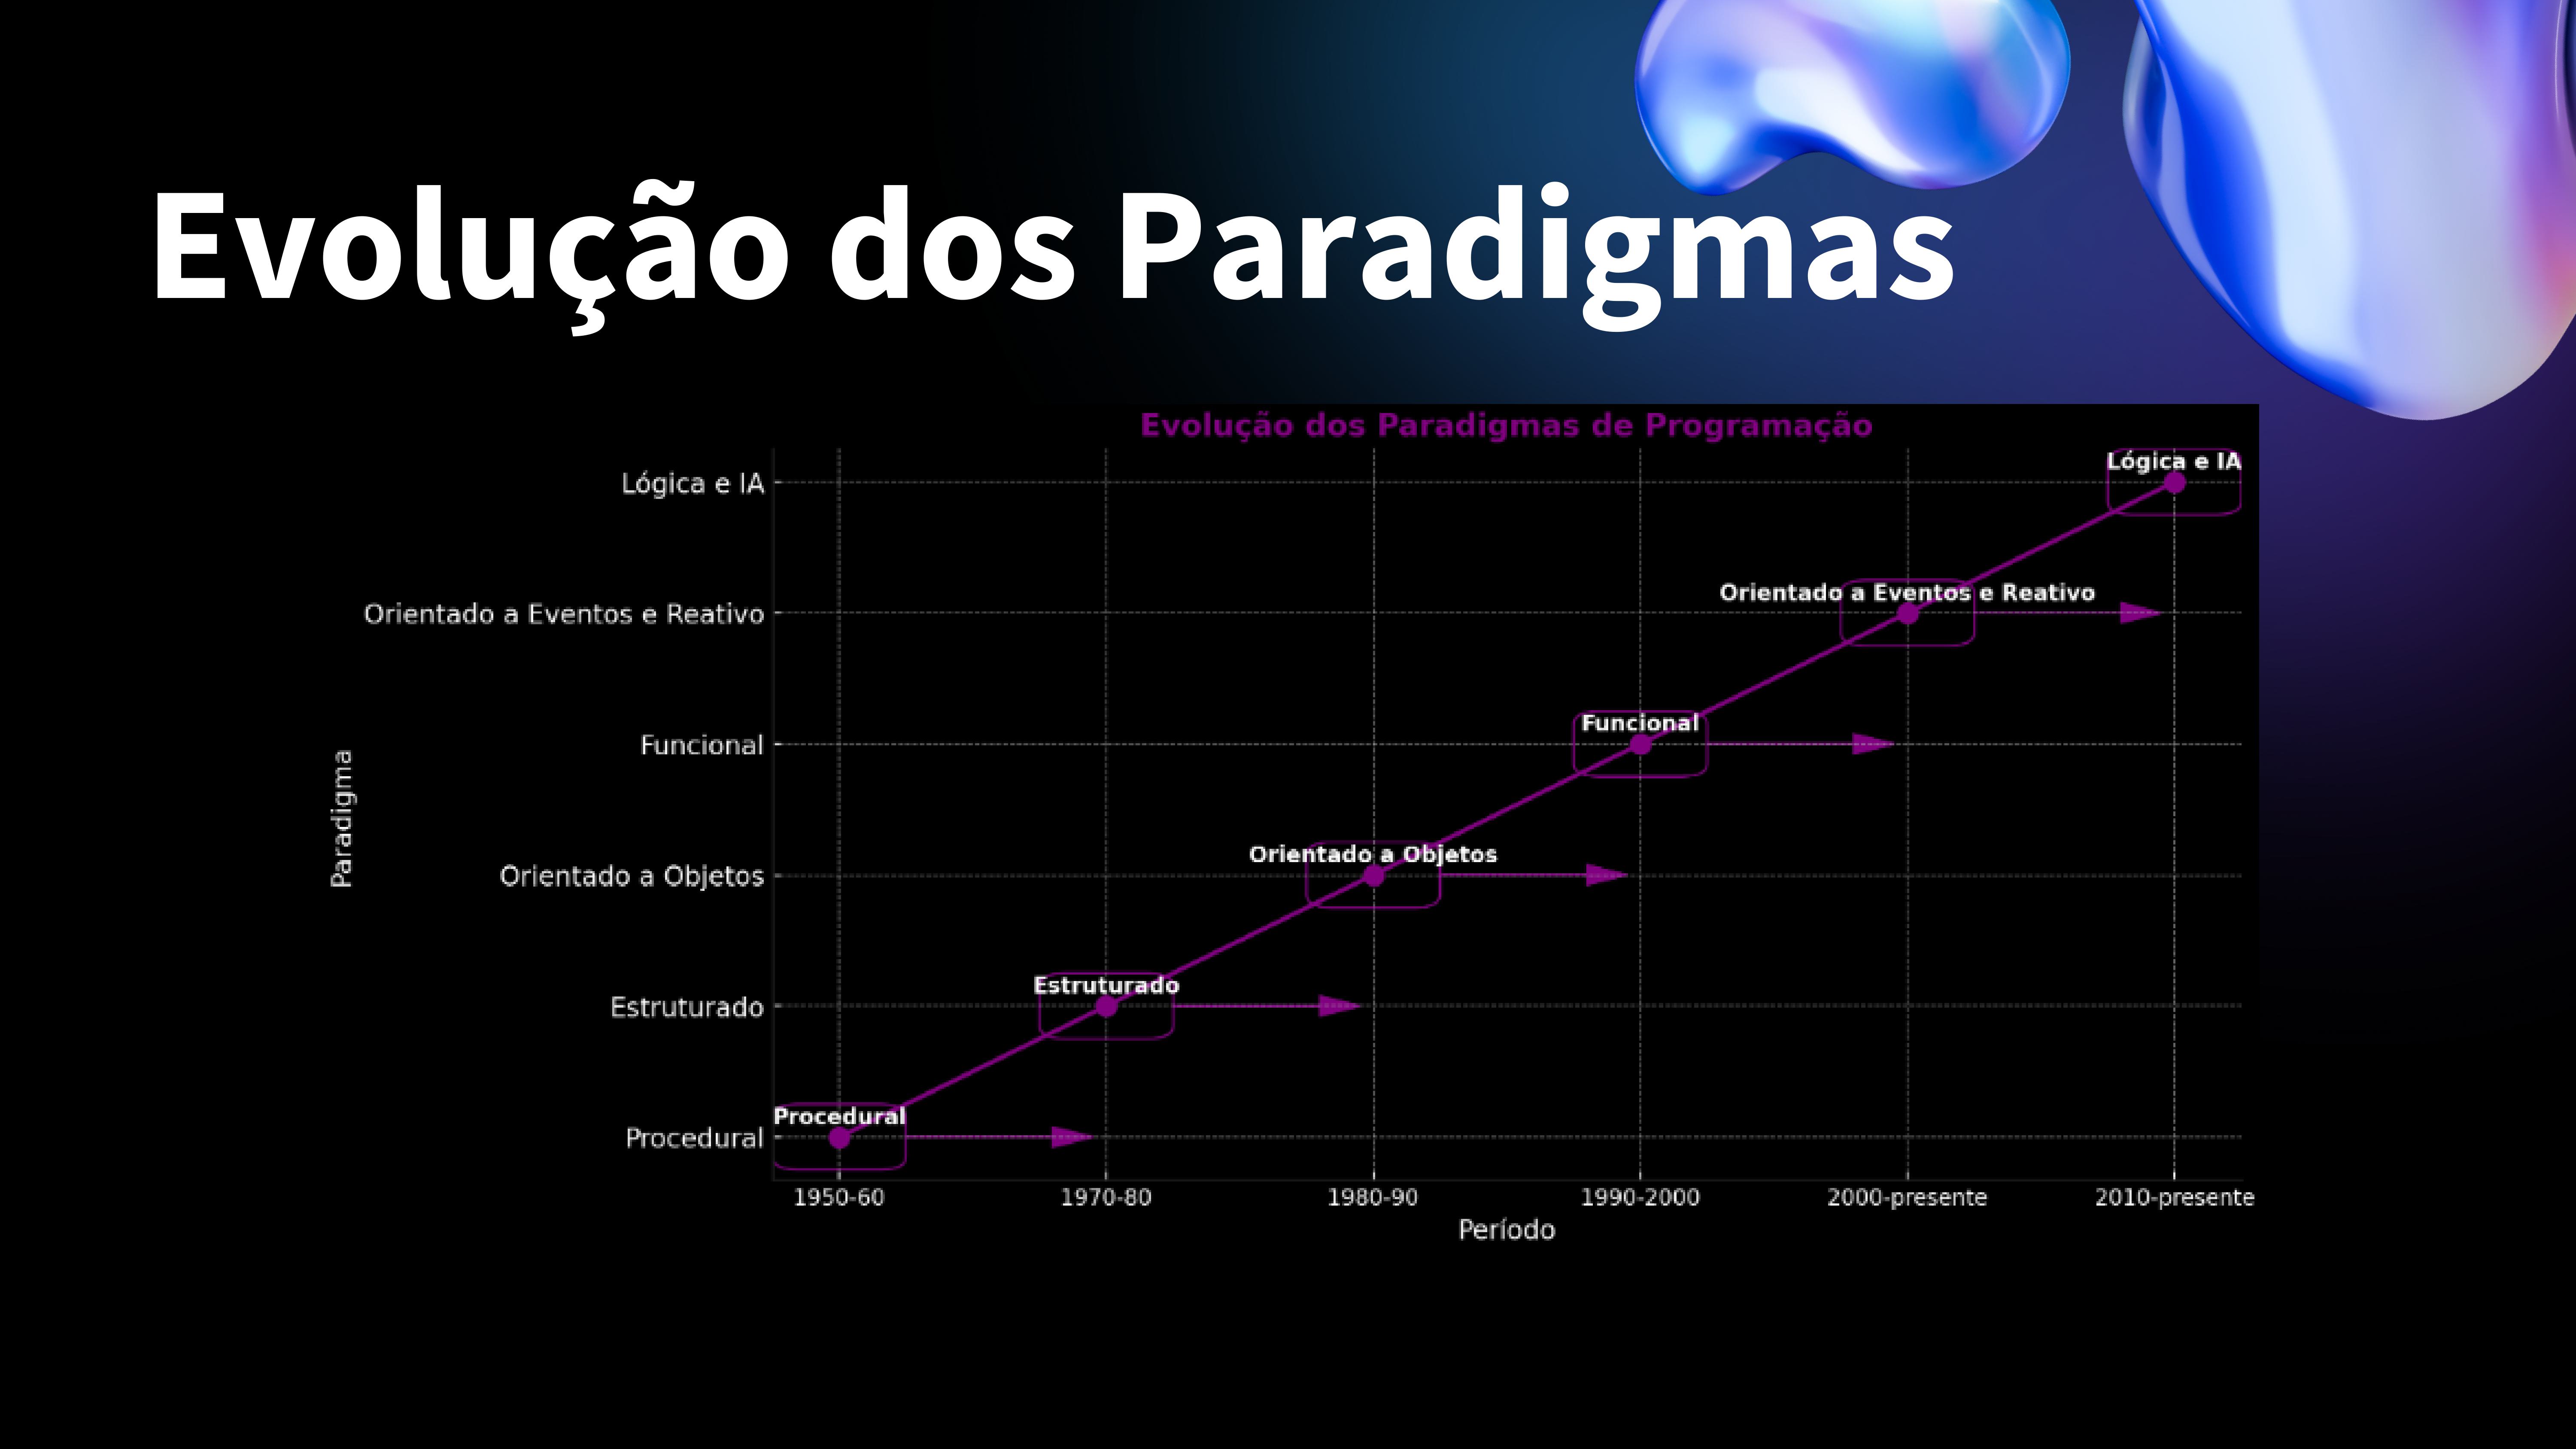 Evolução dos Paradigmas
Evolução dos Paradigmas de Programação
Lógica e IA
Lógica e IA
Orientado a Eventos e Reativo
Orientado a Eventos e Reativo
Funcional
Funcional
Orientado a Objetos
Orientado a Objetos
Estruturado
Estruturado
Procedural
Procedural
Paradigma
1950-60 1970-80 1980-90 1990-2000 2000-presente 2010-presente
Período